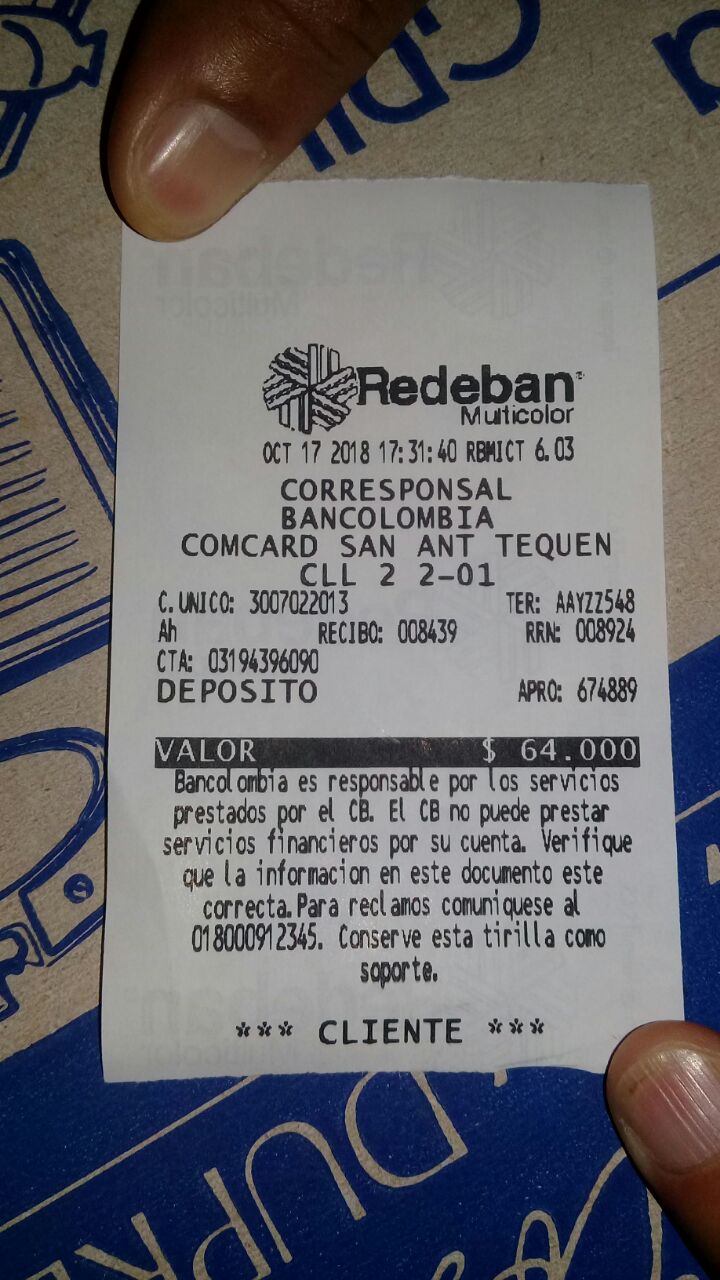 Redeban
Multicolor
OCT 17 2018 17:31:40 RBMICT 6.03
CORRESPONSAL
BANCOLOMBIA
COMCARD SAN ANT TEQUEN
CLL 2 2-01
C.UNICO: 3007022013 TER: AAYZZ548
Ah RECIBO: 008439 RRN: 008924
CTA: 03194396090
DEPOSITO APRO: 674889
VALOR $ 64.000
Bancolombia es responsable por los servicios
prestados por el CB. El CB no puede prestar
servicios financieros por su cuenta. Verifique
que la informacion en este documento este
correcta.Para reclamos comuniquese al
018000912345. Conserve esta tirilla como
soporte.
*** CLIENTE ***